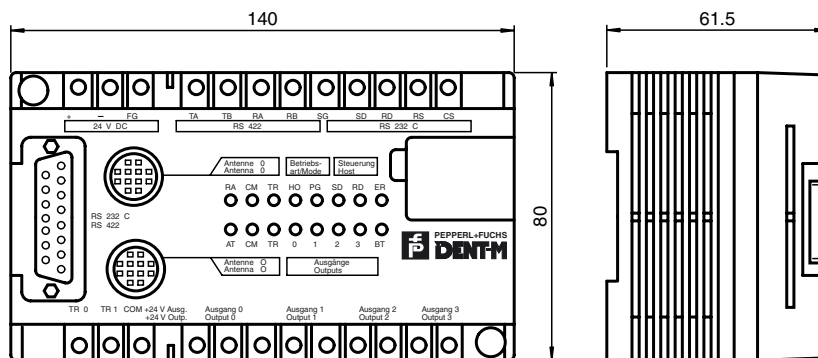 140
61.5
80
+ – FG TA TB RA RB SG SD RD RS CS
24 V DC RS 422 RS 232 C
Antenne 0
Antenna 0
Betriebs-
art/Mode
Steuerung
Host
RA CM TR HO PG SD RD ER
RS 232 C
RS 422
AT CM TR 0 1 2 3 BT
PEPPERL+FUCHS
IDENT-M
Antenne O
Antenna O
Ausgänge
Outputs
TR 0 TR 1 COM +24 V Ausg. Ausgang 0 Ausgang 1 Ausgang 2 Ausgang 3
+24 V Outp. Output 0 Output 1 Output 2 Output 3